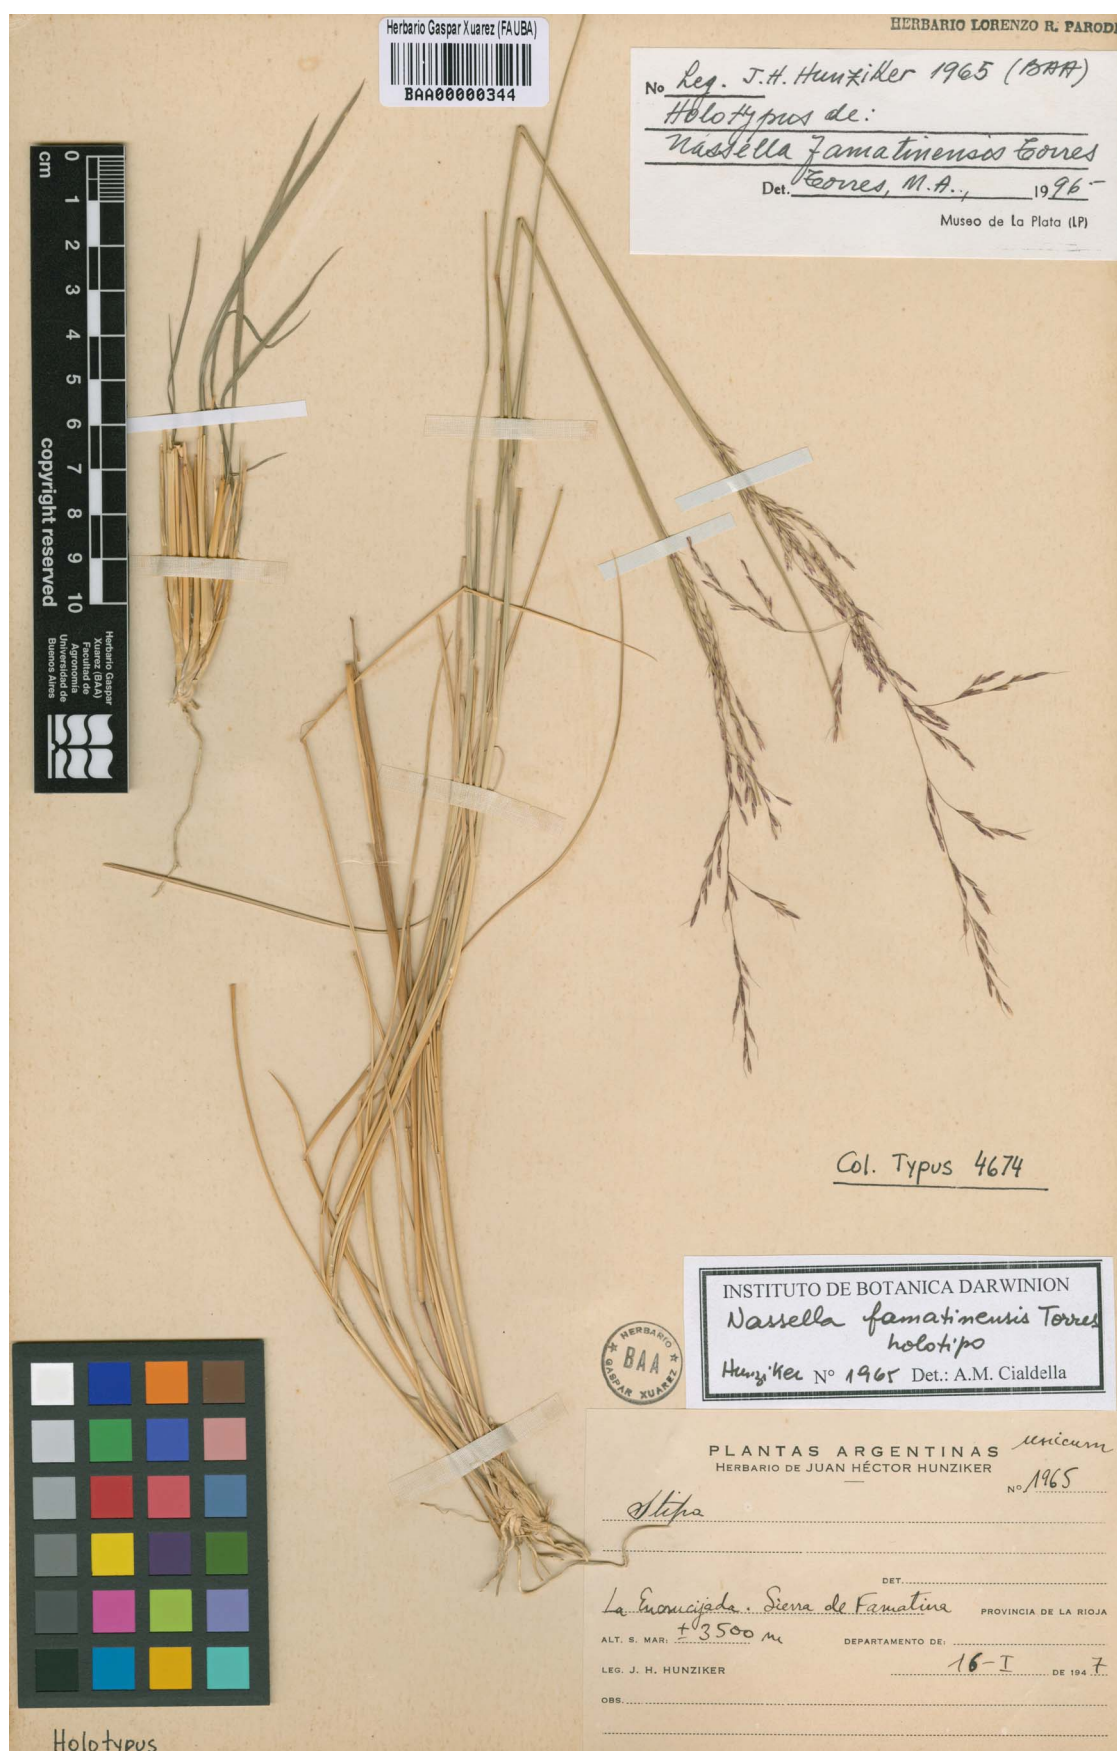 Herbario Gaspar Xuarez (FAUBA)
BAA00000344
HERBARIO LORENZO R. PARODI
No Leg. J.H. Hunziker 1965 (BAA)
Holotypus de:
Nassella famatinensis Torres
Det. Torres, M.A., 1996-
Museo de La Plata (LP)
cm
0
1
2
3
4
5
6
7
8
9
10
copyright reserved
Herbario Gaspar
Xuarez (BAA)
Facultad de
Agronomía
Universidad de
Buenos Aires
Col. Typus 4674
INSTITUTO DE BOTANICA DARWINION
Nassella famatinensis Torres
holotipo
Hunziker Nº 1965 Det.: A.M. Cialdella
HERBARIO
BAA
GASPAR XUAREZ
unicum
PLANTAS ARGENTINAS
HERBARIO DE JUAN HÉCTOR HUNZIKER
Nº 1965
Stipa
DET.
La Encrucijada. Sierra de Famatina PROVINCIA DE LA RIOJA
ALT. S. MAR: ± 3500 m DEPARTAMENTO DE:
LEG. J. H. HUNZIKER 16-I DE 1947
OBS.
Holotypus